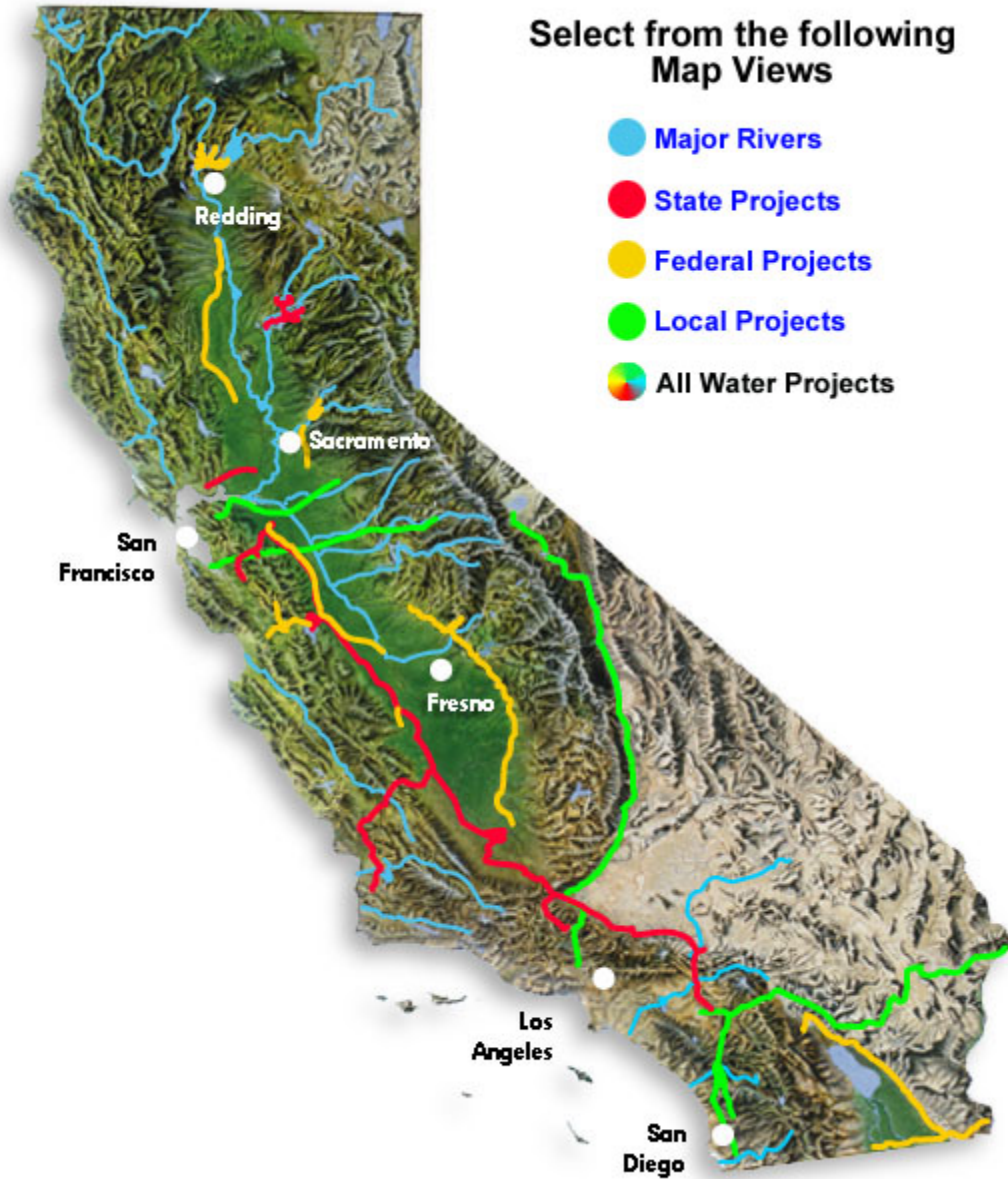 Select from the following
Map Views
Major Rivers
State Projects
Federal Projects
Local Projects
All Water Projects
Redding
Sacramento
San
Francisco
Fresno
Los
Angeles
San
Diego